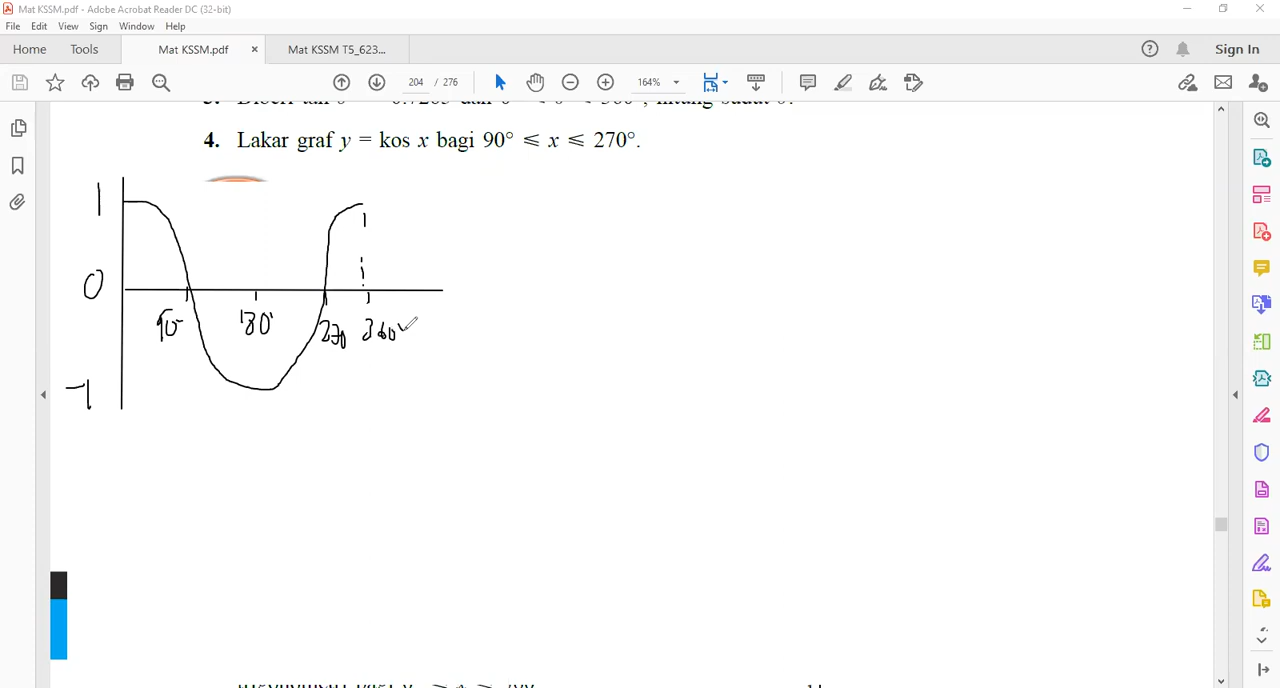 Mat KSSM.pdf - Adobe Acrobat Reader DC (32-bit)
File Edit View Sign Window Help
Home Tools Mat KSSM.pdf × Mat KSSM T5_623... Sign In
204 / 276 164%
4. Lakar graf y = kos x bagi 90° ⩽ x ⩽ 270°.
1
0
90° 180° 270 360°
-1